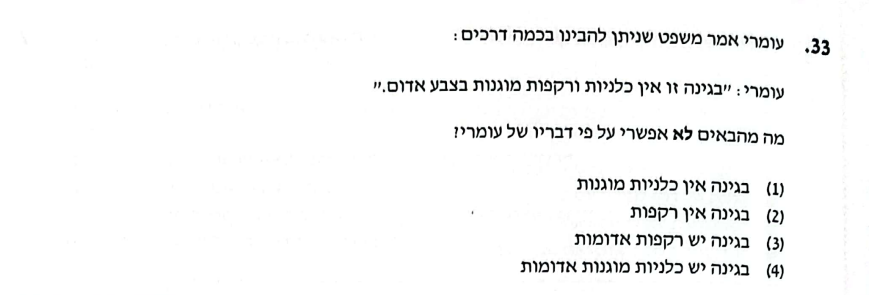 33. עומרי אמר משפט שניתן להבינו בכמה דרכים:
עומרי: "בגינה זו אין כלניות ורקפות מוגנות בצבע אדום."
מה מהבאים לא אפשרי על פי דבריו של עומרי?
(1) בגינה אין כלניות מוגנות
(2) בגינה אין רקפות
(3) בגינה יש רקפות אדומות
(4) בגינה יש כלניות מוגנות אדומות